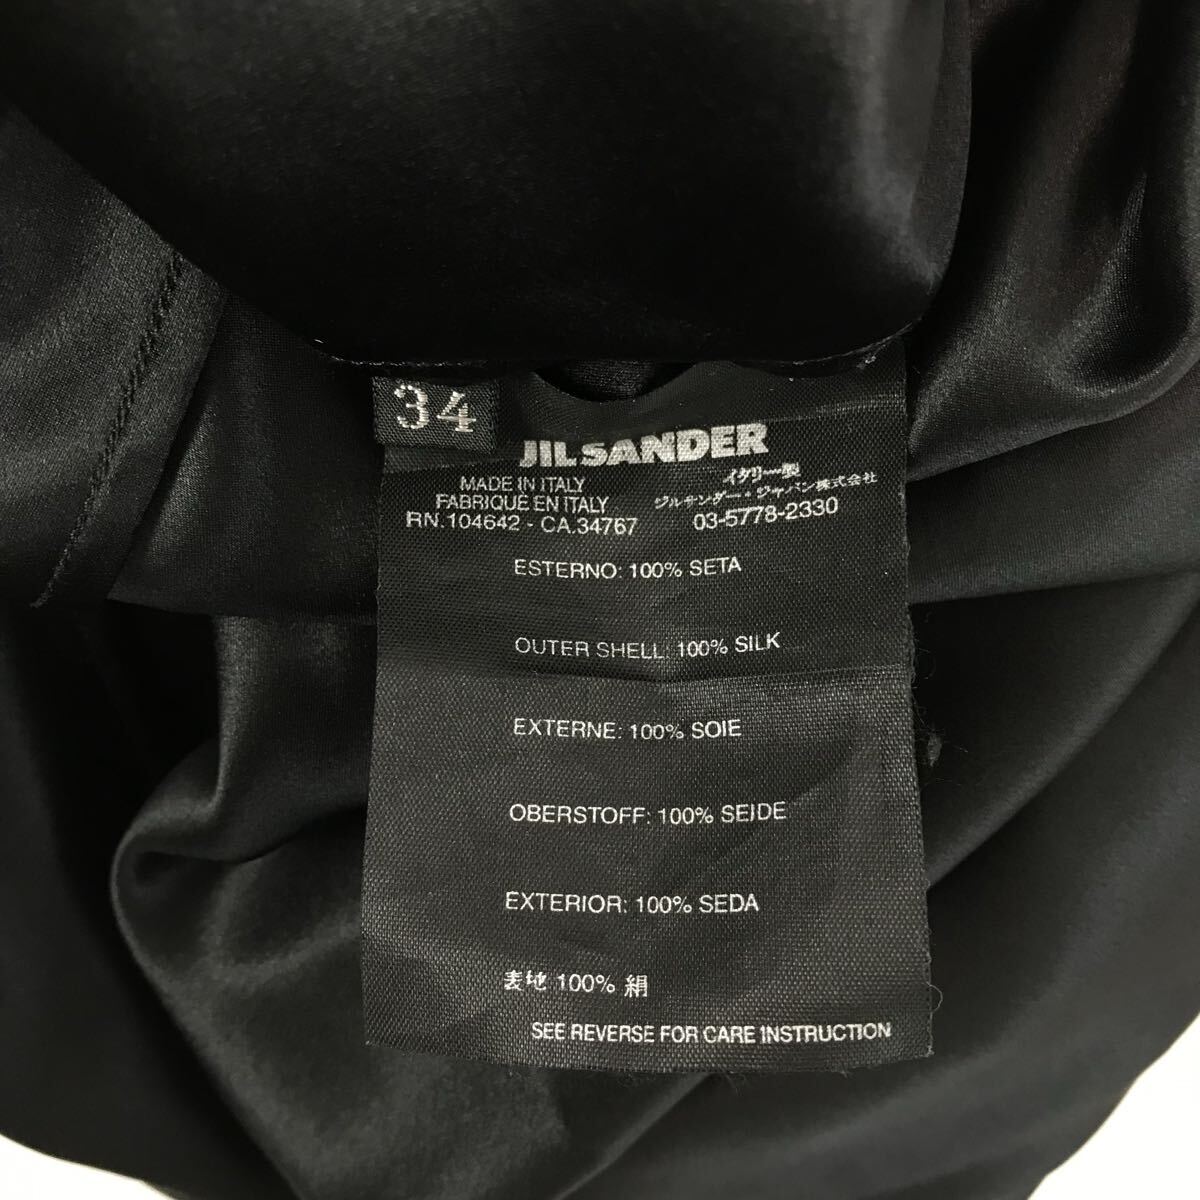 34
JIL SANDER
MADE IN ITALY
FABRIQUE EN ITALY
RN.104642 - CA.34767
イタリー製
ジルサンダー・ジャパン株式会社
03-5778-2330
ESTERNO: 100% SETA
OUTER SHELL: 100% SILK
EXTERNE: 100% SOIE
OBERSTOFF: 100% SEIDE
EXTERIOR: 100% SEDA
表地 100% 絹
SEE REVERSE FOR CARE INSTRUCTION